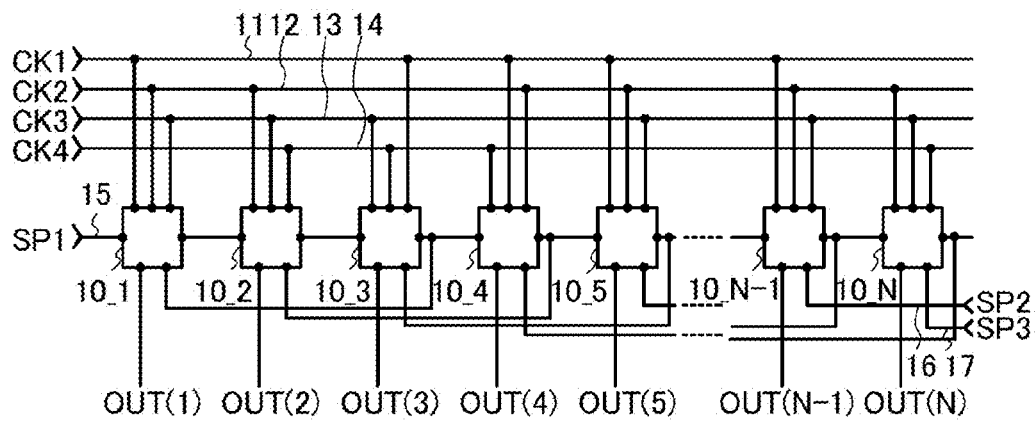 11 12 13 14
CK1
CK2
CK3
CK4
15
SP1
10_1 10_2 10_3 10_4 10_5 10_N-1 10_N
SP2
SP3
16 17
OUT(1) OUT(2) OUT(3) OUT(4) OUT(5) OUT(N-1) OUT(N)